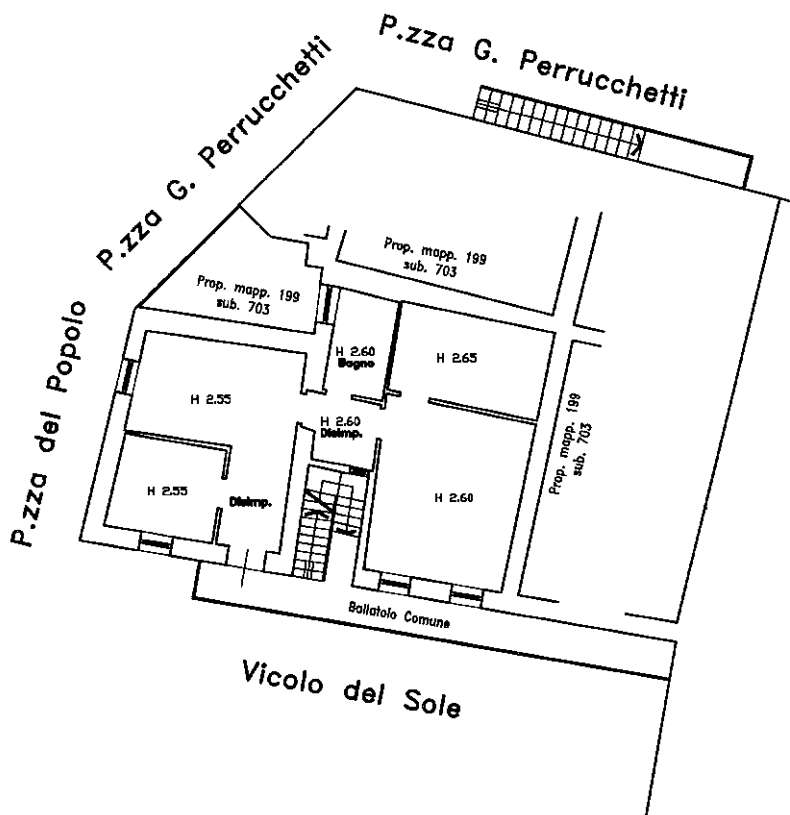 P.zza G. Perrucchetti
P.zza G. Perrucchetti
P.zza del Popolo
Prop. mapp. 199
sub. 703
Prop. mapp. 199
sub. 703
H 2.60
Bagno
H 2.65
H 2.55
H 2.60
Disimp.
Prop. mapp. 199
sub. 703
H 2.55
Disimp.
H 2.60
Ballatoio Comune
Vicolo del Sole